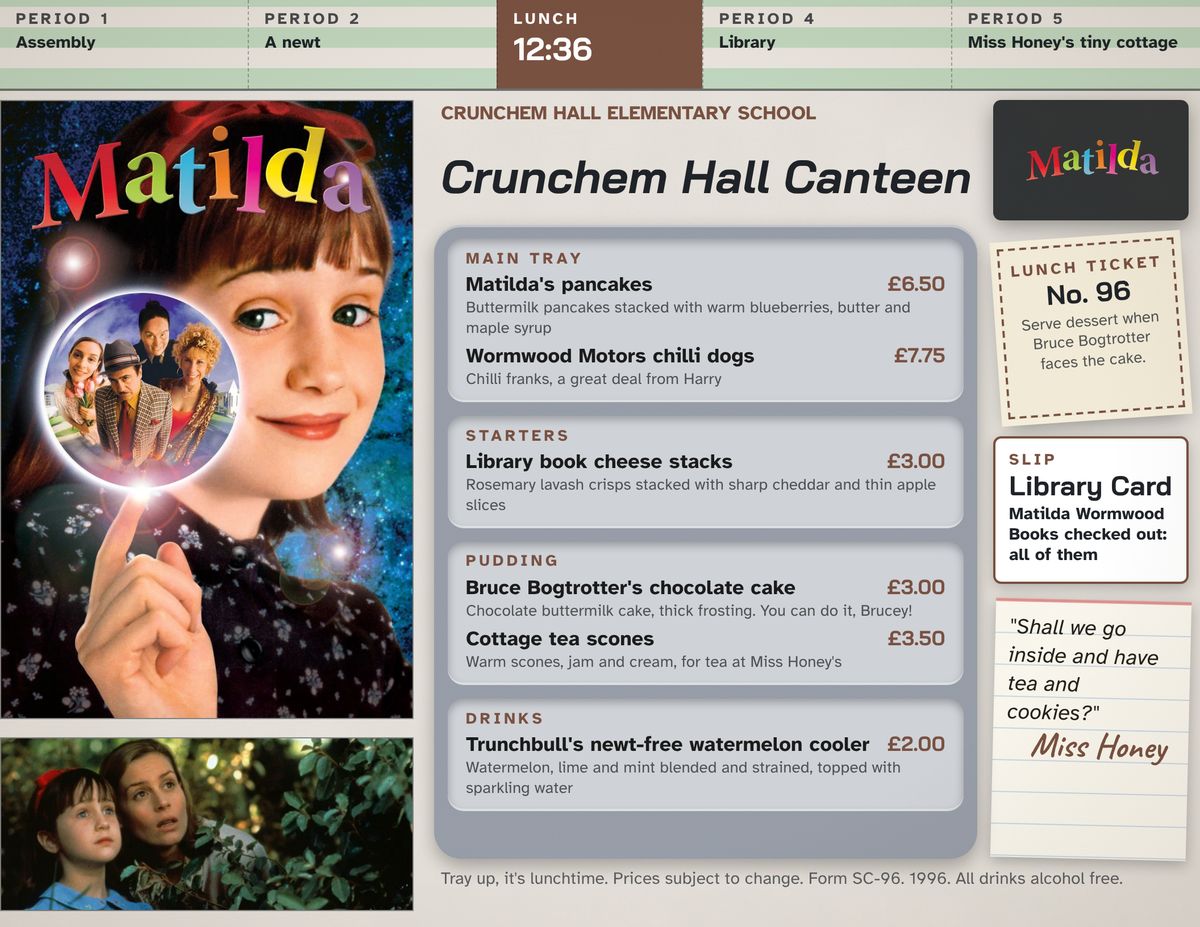 PERIOD 1
Assembly
PERIOD 2
A newt
LUNCH
12:36
PERIOD 4
Library
PERIOD 5
Miss Honey's tiny cottage
Matilda
CRUNCHEM HALL ELEMENTARY SCHOOL
Crunchem Hall Canteen
MAIN TRAY
Matilda's pancakes £6.50
Buttermilk pancakes stacked with warm blueberries, butter and
maple syrup
Wormwood Motors chilli dogs £7.75
Chilli franks, a great deal from Harry
STARTERS
Library book cheese stacks £3.00
Rosemary lavash crisps stacked with sharp cheddar and thin apple
slices
PUDDING
Bruce Bogtrotter's chocolate cake £3.00
Chocolate buttermilk cake, thick frosting. You can do it, Brucey!
Cottage tea scones £3.50
Warm scones, jam and cream, for tea at Miss Honey's
DRINKS
Trunchbull's newt-free watermelon cooler £2.00
Watermelon, lime and mint blended and strained, topped with
sparkling water
Tray up, it's lunchtime. Prices subject to change. Form SC-96. 1996. All drinks alcohol free.
Matilda
LUNCH TICKET
No. 96
Serve dessert when
Bruce Bogtrotter
faces the cake.
SLIP
Library Card
Matilda Wormwood
Books checked out:
all of them
"Shall we go
inside and have
tea and
cookies?"
Miss Honey